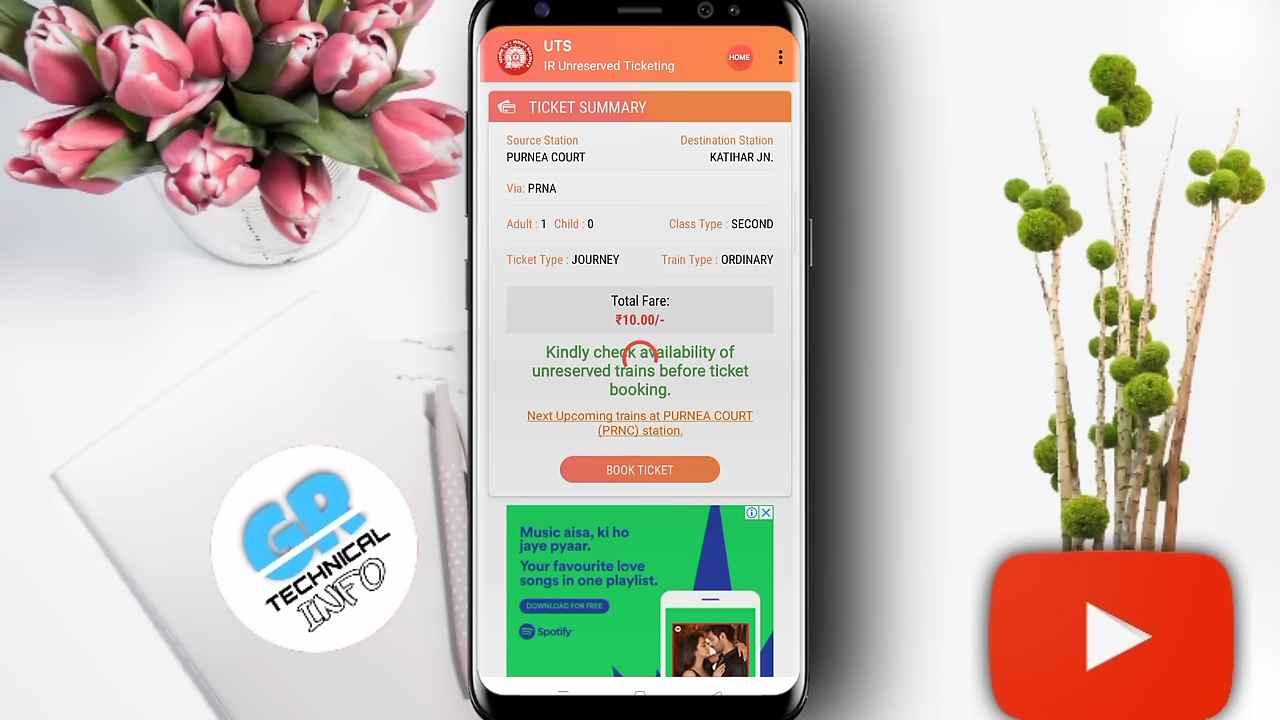 UTS
IR Unreserved Ticketing
HOME
TICKET SUMMARY
Source Station
Destination Station
PURNEA COURT
KATIHAR JN.
Via: PRNA
Adult : 1 Child : 0
Class Type : SECOND
Ticket Type : JOURNEY
Train Type : ORDINARY
Total Fare:
₹10.00/-
Kindly check availability of
unreserved trains before ticket
booking.
Next Upcoming trains at PURNEA COURT
(PRNC) station.
BOOK TICKET
Music aisa, ki ho
jaye pyaar.
Your favourite love
songs in one playlist.
DOWNLOAD FOR FREE
Spotify
GR
TECHNICAL
INFO